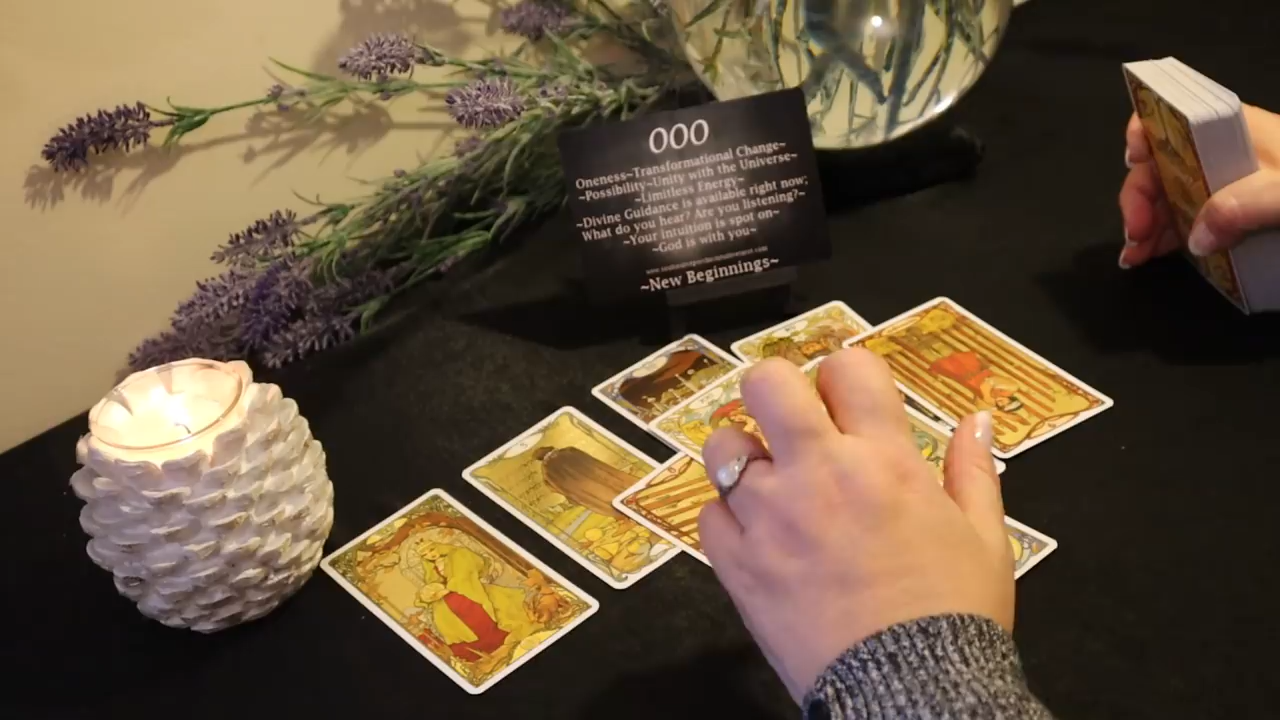 000
Oneness~Transformational Change~
~Possibility~Unity with the Universe~
~Limitless Energy~
~Divine Guidance is available right now;
What do you hear? Are you listening?~
~Your intuition is spot on~
~God is with you~
~New Beginnings~